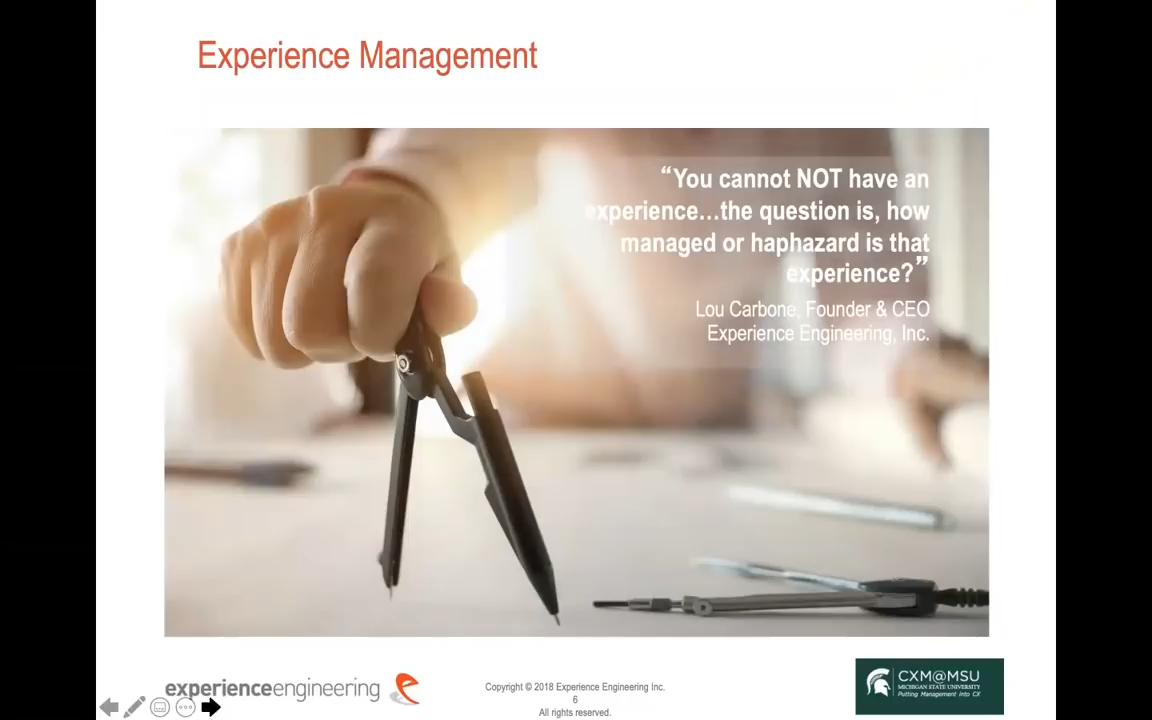 Experience Management
“You cannot NOT have an
experience...the question is, how
managed or haphazard is that
experience?”
Lou Carbone, Founder & CEO
Experience Engineering, Inc.
experienceengineering
Copyright © 2018 Experience Engineering Inc.
6
All rights reserved.
CXM@MSU
MICHIGAN STATE UNIVERSITY
Putting Management into CX